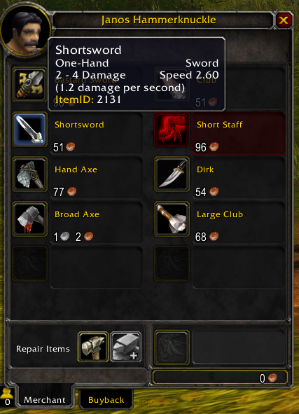 Janos Hammerknuckle
Shortsword
One-Hand Sword
2 - 4 Damage Speed 2.60
(1.2 damage per second)
ItemID: 2131
Shortsword
51
Short Staff
96
Hand Axe
77
Dirk
54
Broad Axe
1 2
Large Club
68
Repair Items
0
0
Merchant
Buyback